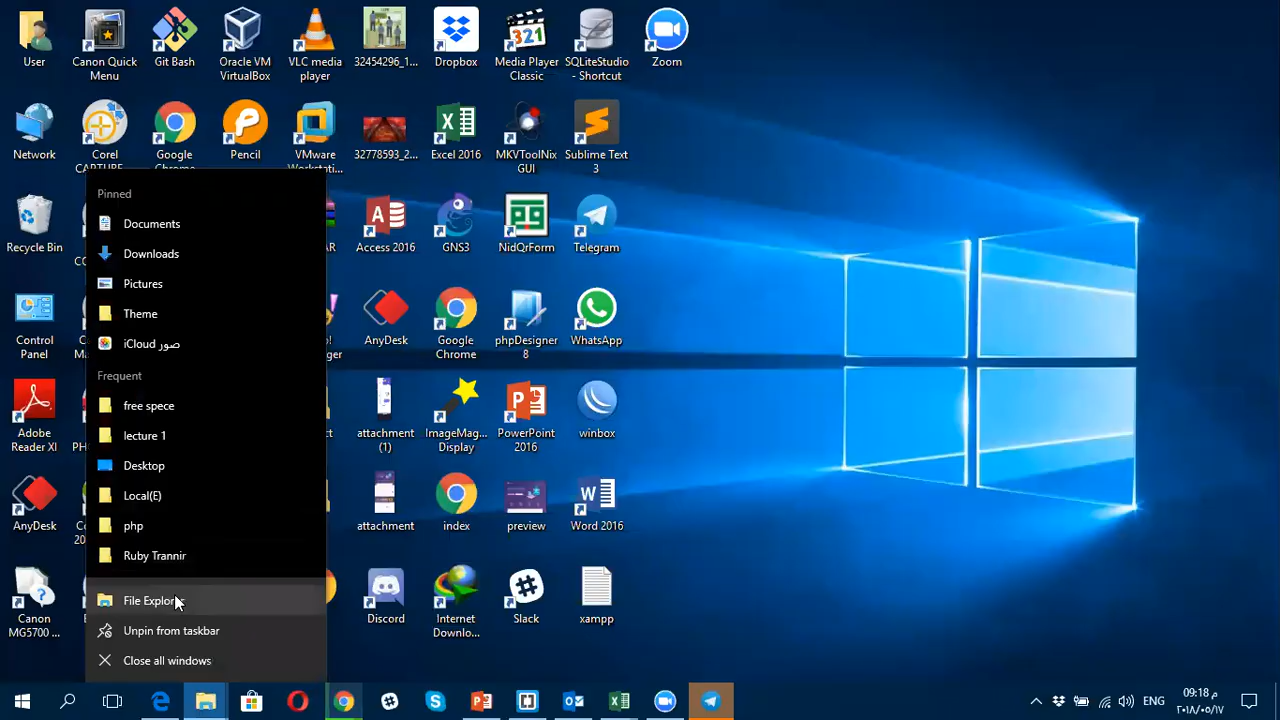 User
Canon Quick
Menu
Git Bash
Oracle VM
VirtualBox
VLC media
player
32454296_1...
Dropbox
Media Player
Classic
SQLiteStudio
- Shortcut
Zoom
Network
Corel
CAPTURE...
Google
Chrome
Pencil
VMware
Workstati...
32778593_2...
Excel 2016
MKVToolNix
GUI
Sublime Text
3
Pinned
Documents
Downloads
Pictures
Theme
صور iCloud
Frequent
free spece
lecture 1
Desktop
Local(E)
php
Ruby Trannir
File Explorer
Unpin from taskbar
Close all windows
Recycle Bin
Access 2016
GNS3
NidQrForm
Telegram
Control
Panel
AnyDesk
Google
Chrome
phpDesigner
8
WhatsApp
Adobe
Reader XI
attachment
(1)
ImageMag...
Display
PowerPoint
2016
winbox
AnyDesk
attachment
index
preview
Word 2016
Canon
MG5700 ...
Discord
Internet
Downlo...
Slack
xampp
ENG
09:18 م
٢٠١٨/٠٥/١٧